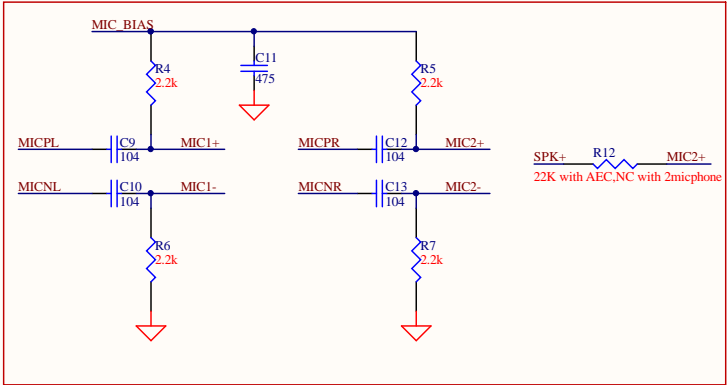 MIC_BIAS
R4
2.2k
C11
475
R5
2.2k
MICPL
C9
104
MIC1+
MICPR
C12
104
MIC2+
MICNL
C10
104
MIC1-
MICNR
C13
104
MIC2-
R6
2.2k
R7
2.2k
SPK+
R12
MIC2+
22K with AEC,NC with 2micphone